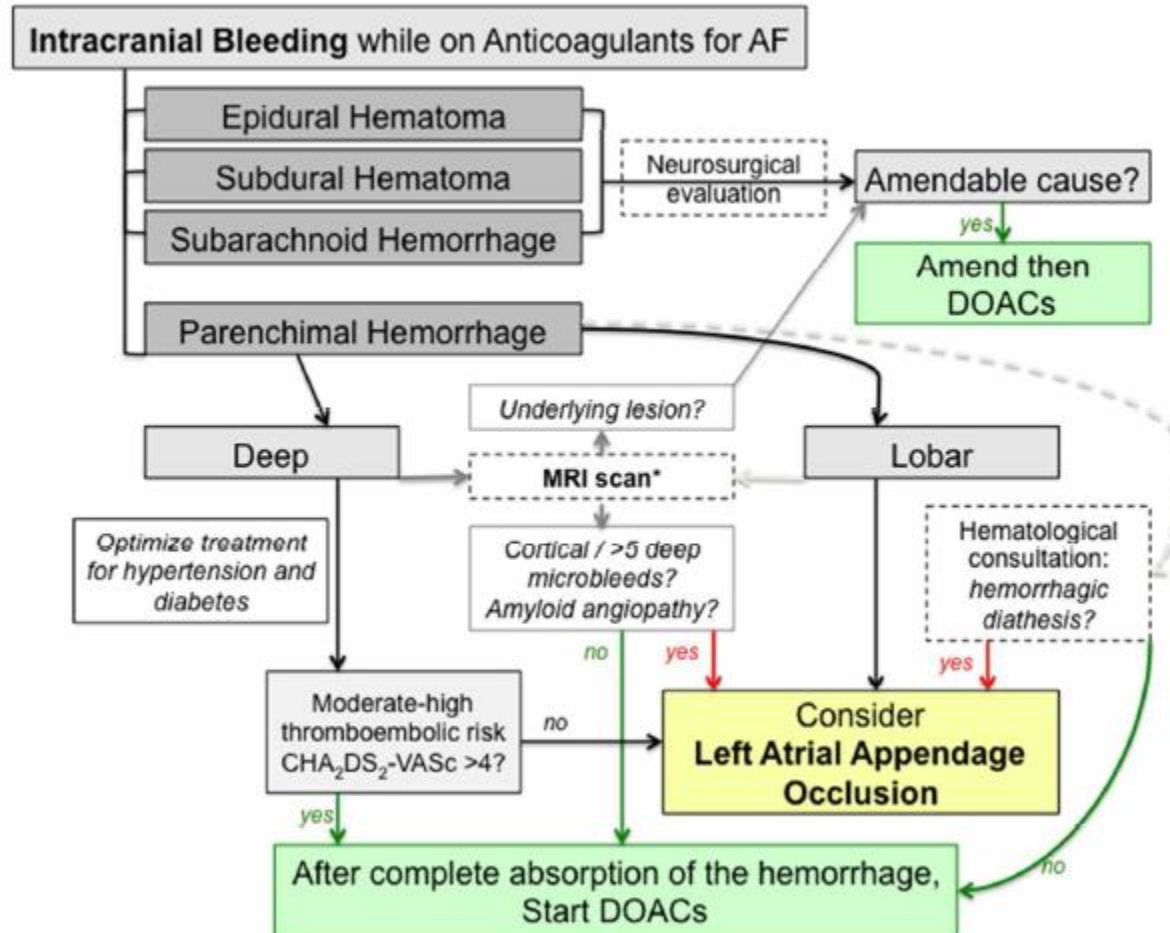 Intracranial Bleeding while on Anticoagulants for AF
Epidural Hematoma
Subdural Hematoma
Subarachnoid Hemorrhage
Neurosurgical
evaluation
Amendable cause?
yes
Amend then
DOACs
Parenchimal Hemorrhage
Underlying lesion?
Deep
MRI scan*
Lobar
Optimize treatment
for hypertension and
diabetes
Cortical / >5 deep
microbleeds?
Amyloid angiopathy?
Hematological
consultation:
hemorrhagic
diathesis?
no
yes
yes
Moderate-high
thromboembolic risk
CHA₂DS₂-VASc >4?
no
Consider
Left Atrial Appendage
Occlusion
yes
no
After complete absorption of the hemorrhage,
Start DOACs